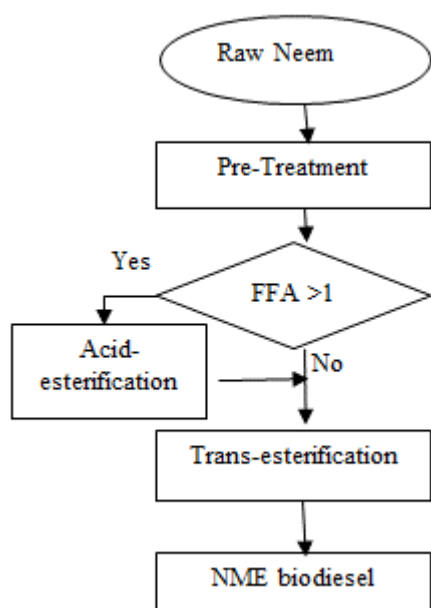 Raw Neem
Pre-Treatment
Yes
FFA >1
Acid-
esterification
No
Trans-esterification
NME biodiesel